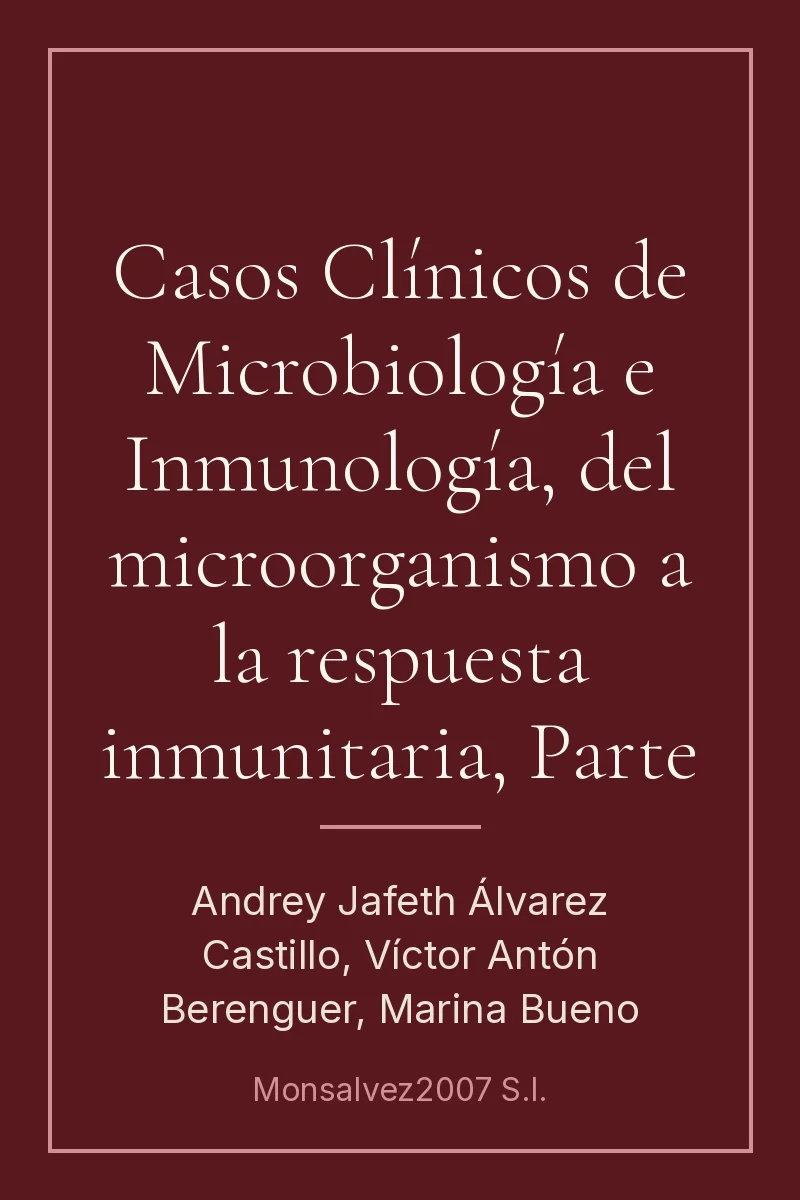 Casos Clínicos de
Microbiología e
Inmunología, del
microorganismo a
la respuesta
inmunitaria, Parte
Andrey Jafeth Álvarez
Castillo, Víctor Antón
Berenguer, Marina Bueno
Monsalvez2007 S.l.